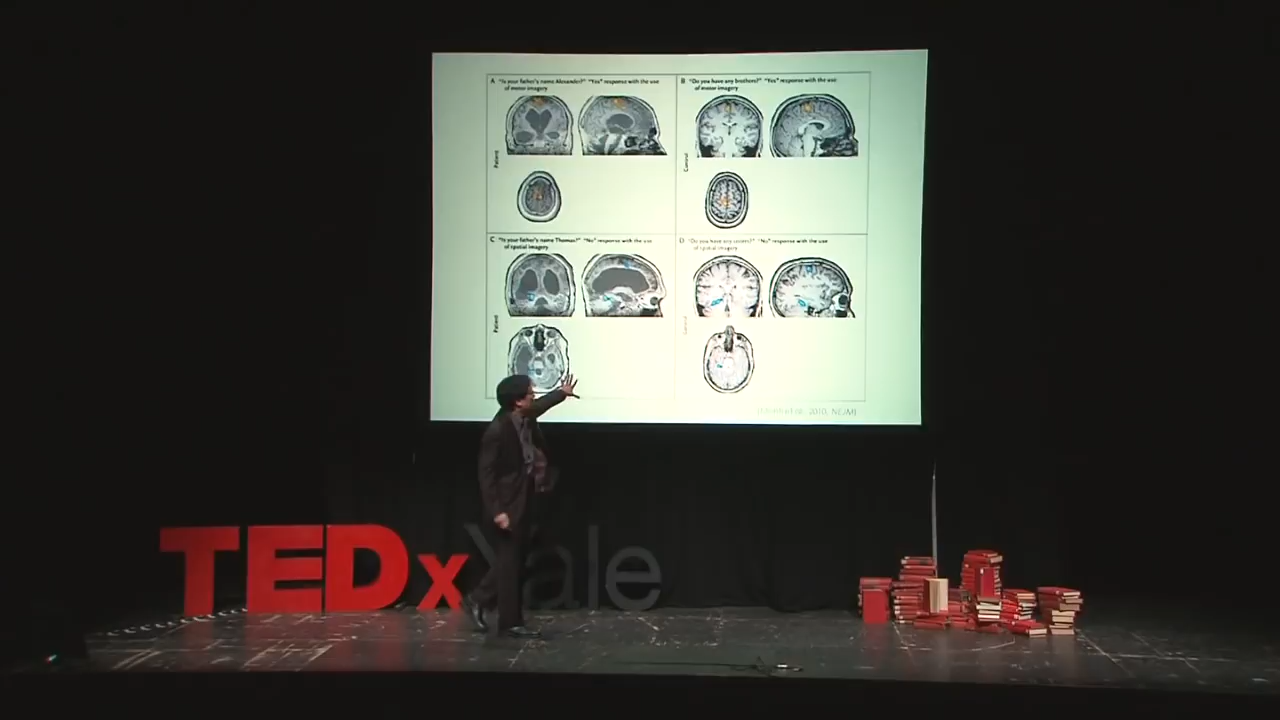 A "Is your father's name Alexander?" "Yes" response with the use
of motor imagery
B "Do you have any brothers?" "Yes" response with the use
of motor imagery
Patient
Control
C "Is your father's name Thomas?" "No" response with the use
of spatial imagery
D "Do you have any sisters?" "No" response with the use
of spatial imagery
Patient
Control
2010, NEJM)
TEDxYale